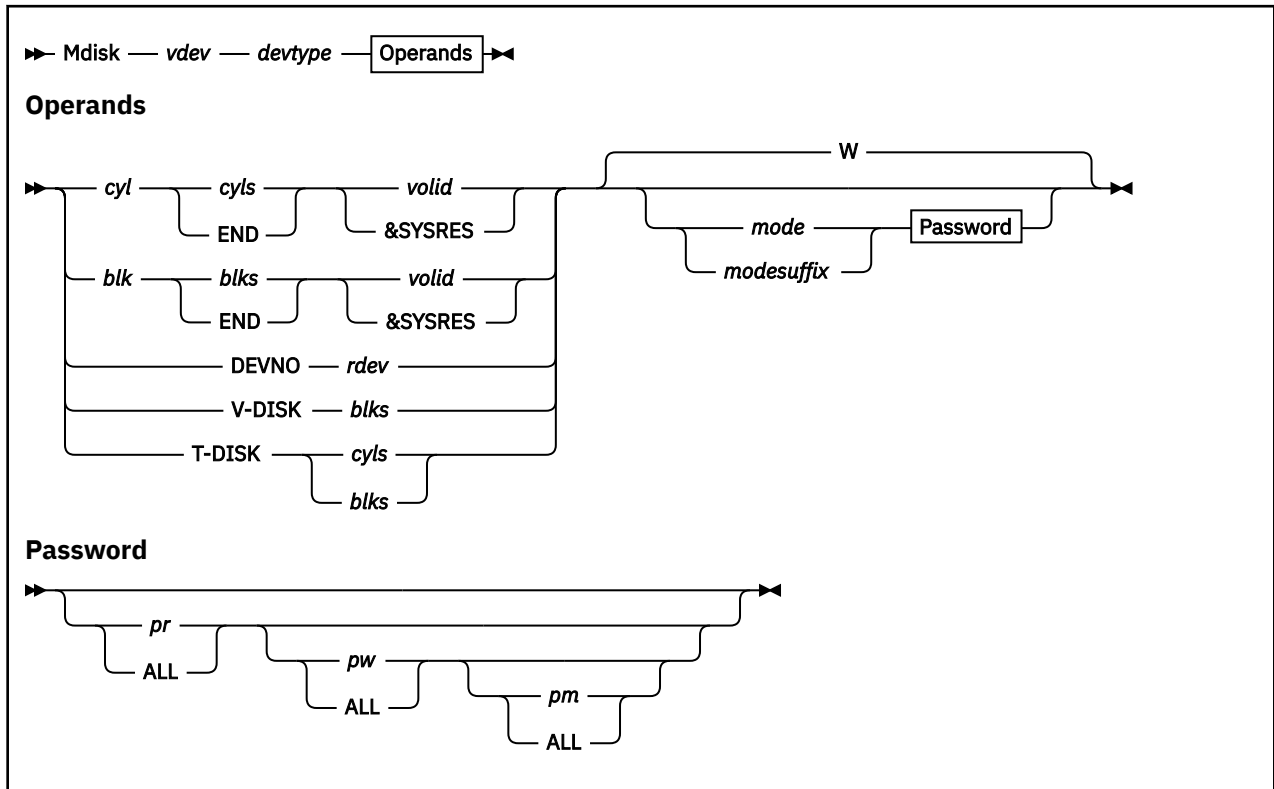 Mdisk vdev devtype Operands
Operands
W
cyl cyls volid
END &SYSRES
mode Password
modesuffix
blk blks volid
END &SYSRES
DEVNO rdev
V-DISK blks
T-DISK cyls
blks
Password
pr
ALL
pw
ALL
pm
ALL